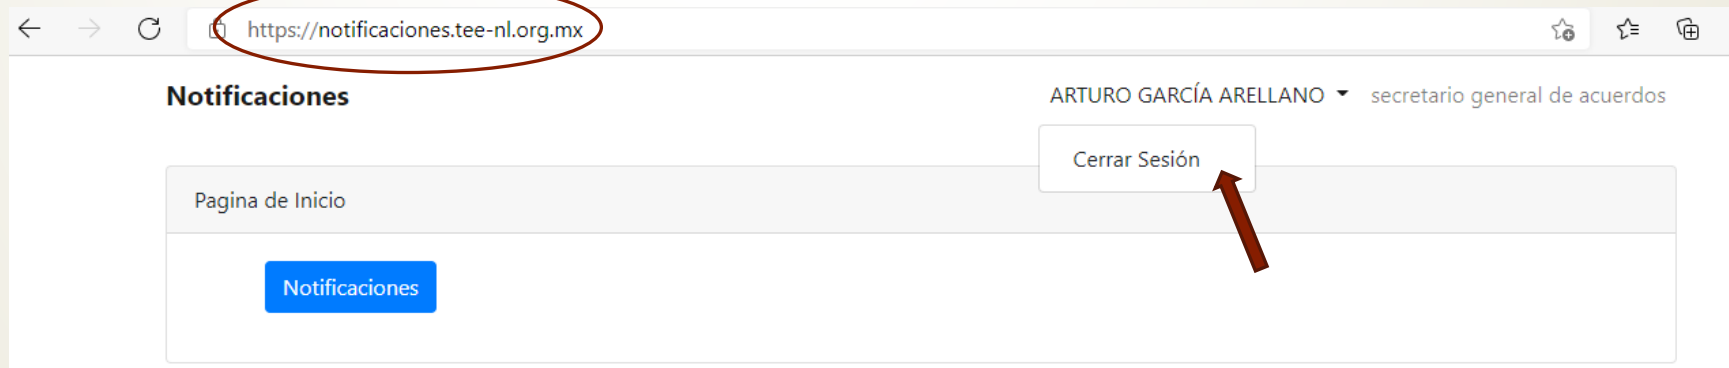 https://notificaciones.tee-nl.org.mx
Notificaciones
ARTURO GARCÍA ARELLANO secretario general de acuerdos
Cerrar Sesión
Pagina de Inicio
Notificaciones